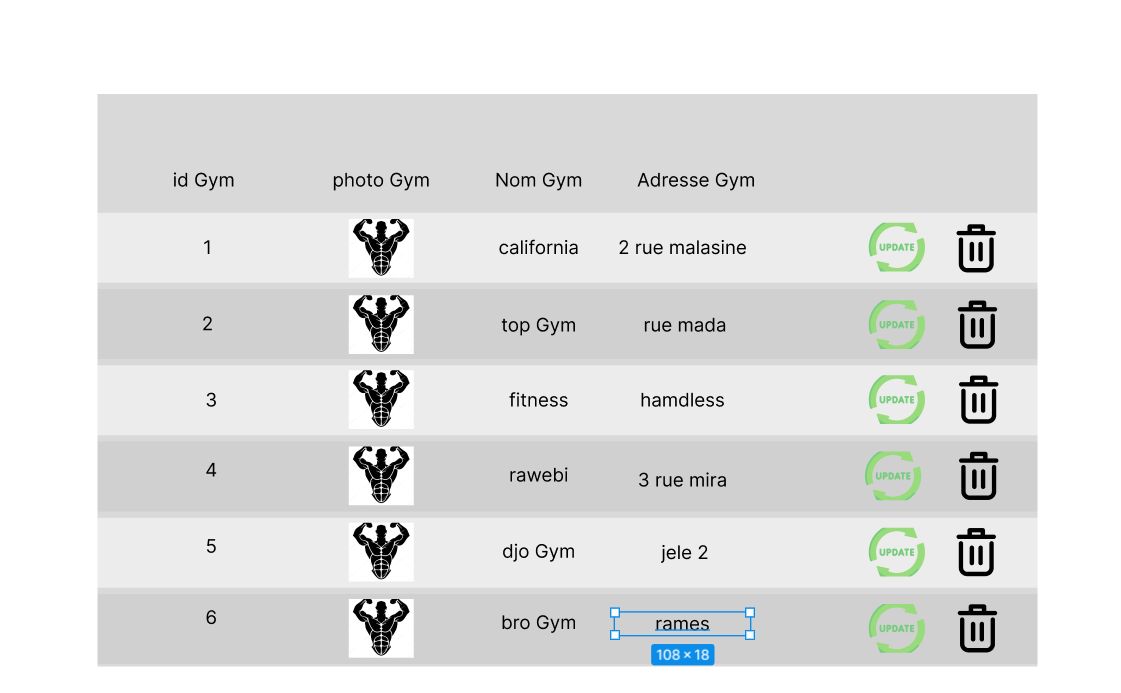 id Gym photo Gym Nom Gym Adresse Gym
1 california 2 rue malasine UPDATE
2 top Gym rue mada UPDATE
3 fitness hamdless UPDATE
4 rawebi 3 rue mira UPDATE
5 djo Gym jele 2 UPDATE
6 bro Gym rames UPDATE
108 × 18